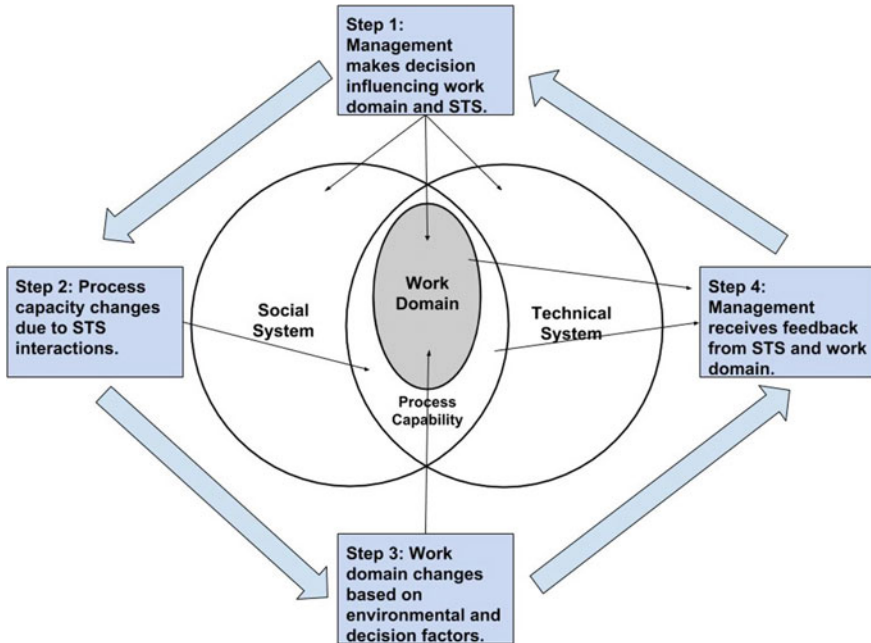 Step 1:
Management
makes decision
influencing work
domain and STS.
Step 2: Process
capacity changes
due to STS
interactions.
Social
System
Work
Domain
Technical
System
Process
Capability
Step 4:
Management
receives feedback
from STS and work
domain.
Step 3: Work
domain changes
based on
environmental and
decision factors.